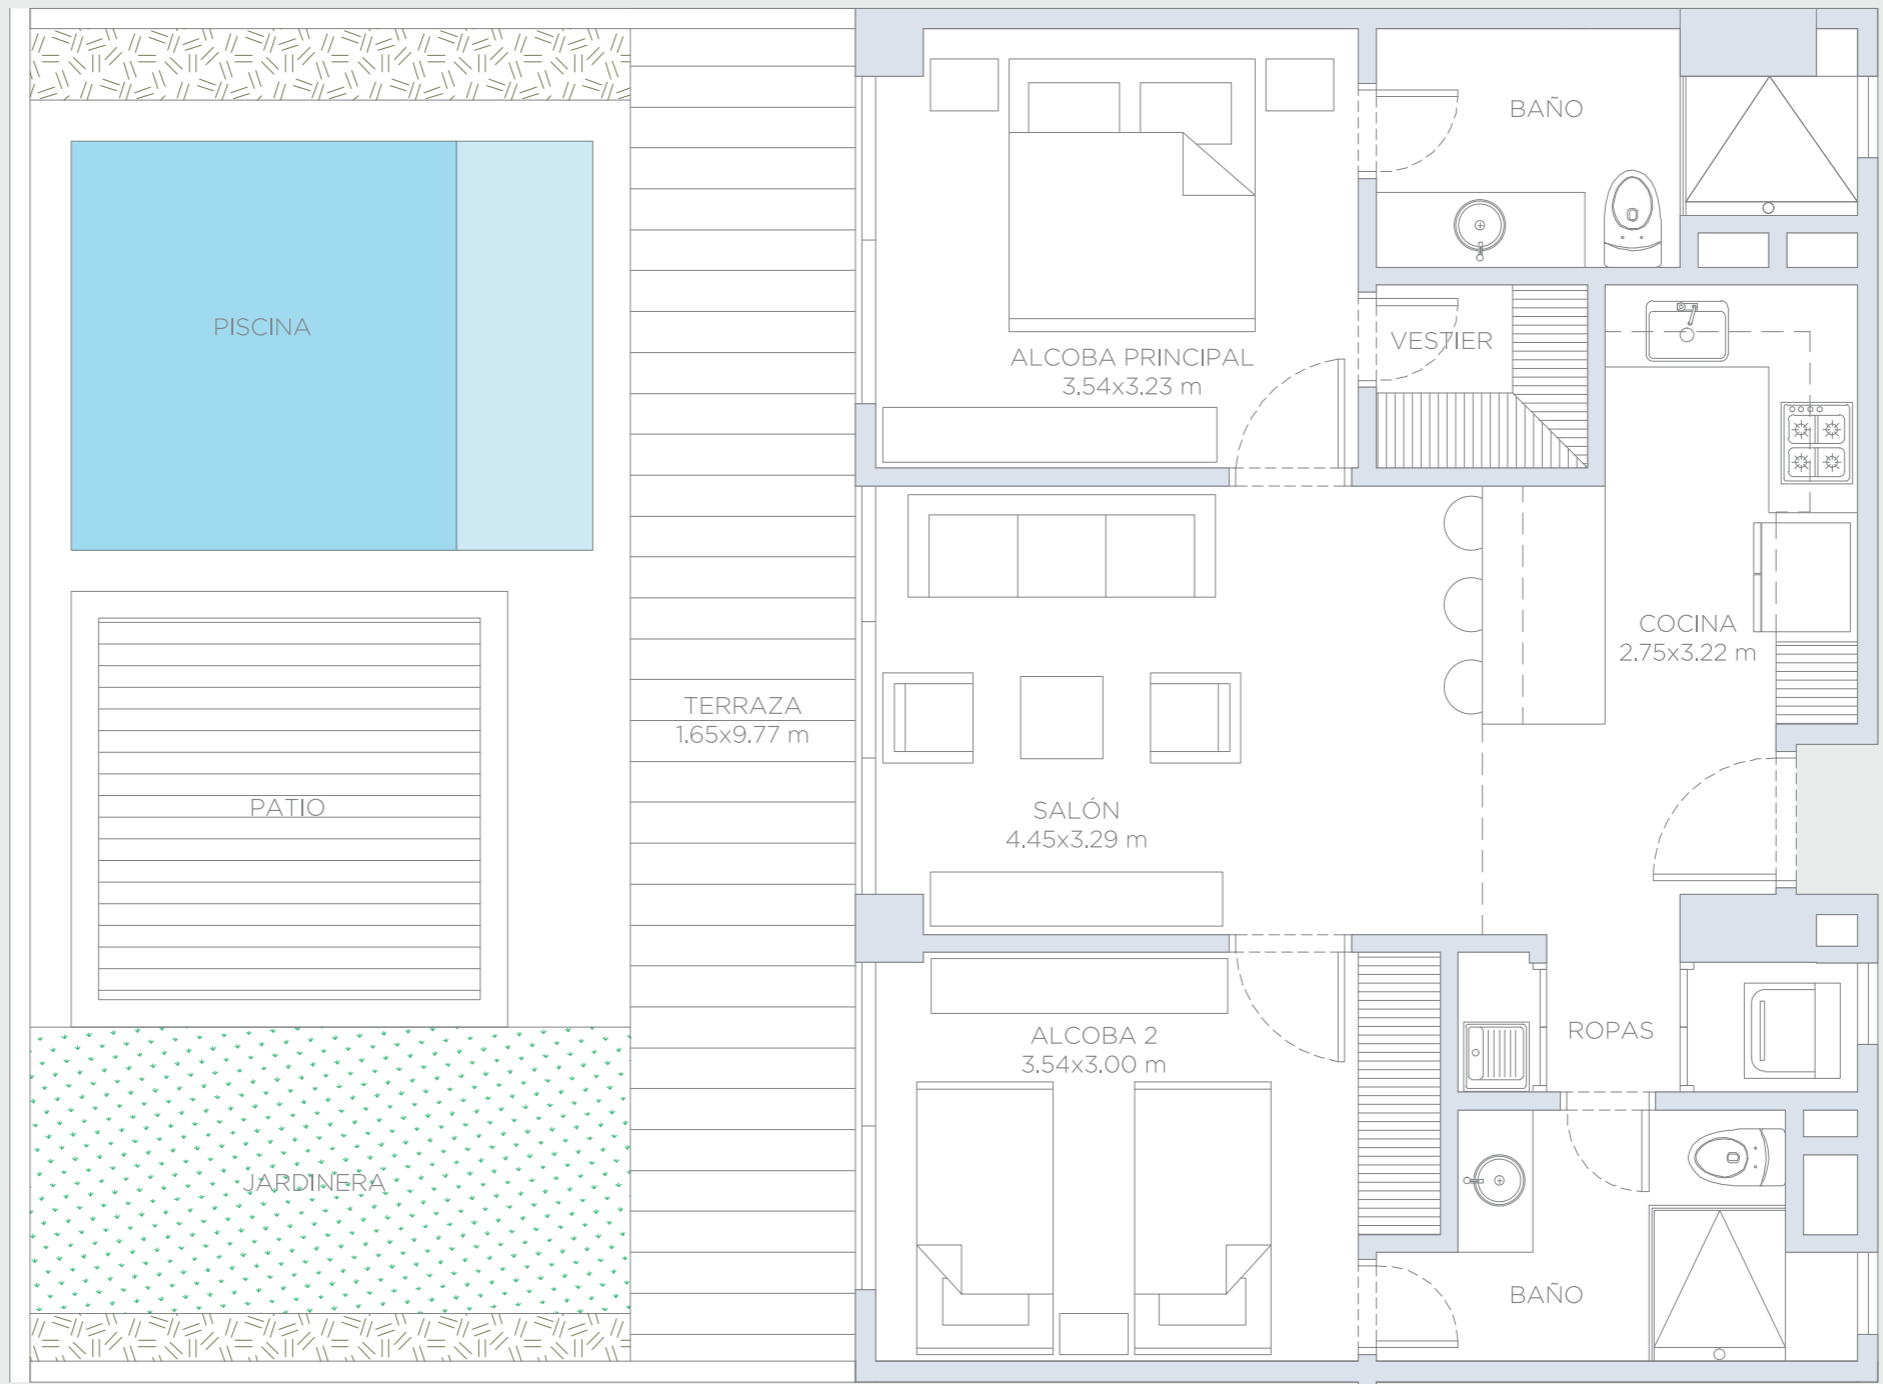 BAÑO
PISCINA
VESTIER
ALCOBA PRINCIPAL
3.54x3.23 m
COCINA
2.75x3.22 m
TERRAZA
1.65x9.77 m
PATIO
SALÓN
4.45x3.29 m
ROPAS
ALCOBA 2
3.54x3.00 m
JARDINERA
BAÑO